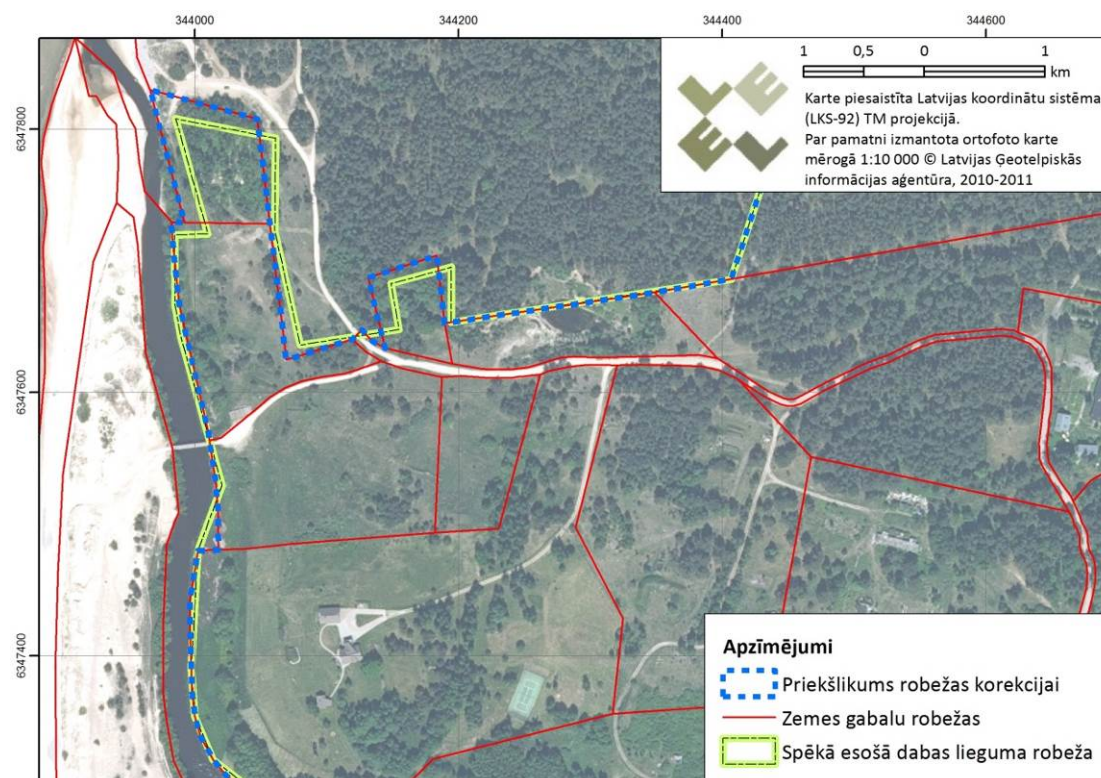 344000 344200 344400 344600
1 0,5 0 1
km
Karte piesaistīta Latvijas koordinātu sistēma
(LKS-92) TM projekcijā.
Par pamatni izmantota ortofoto karte
mērogā 1:10 000 © Latvijas Ģeotelpiskās
informācijas aģentūra, 2010-2011
6347800
6347600
6347400
Apzīmējumi
Priekšlikums robežas korekcijai
Zemes gabalu robežas
Spēkā esošā dabas lieguma robeža